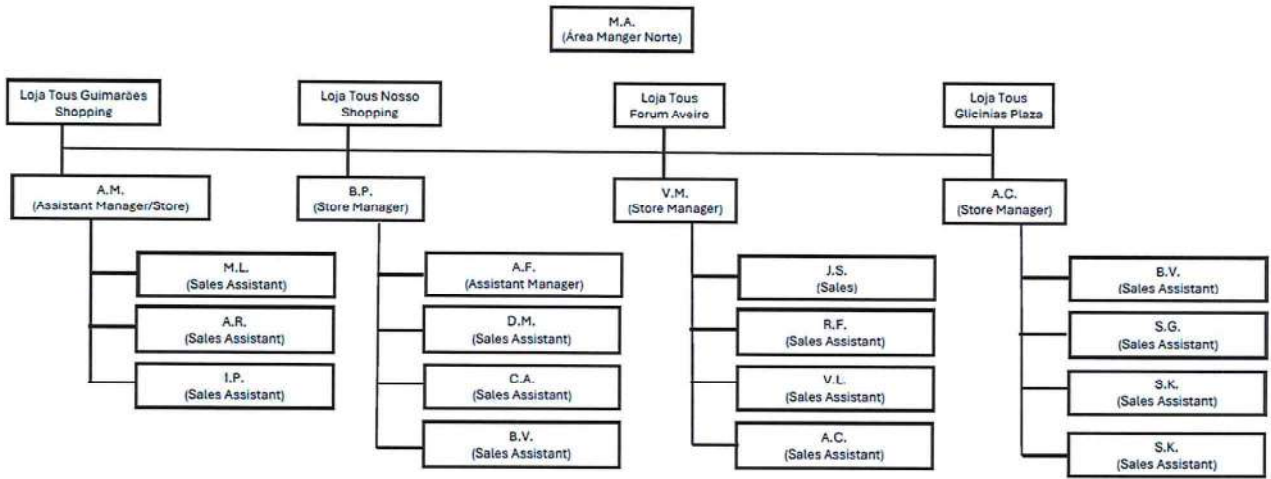 M.A.
(Área Manger Norte)
Loja Tous Guimarães
Shopping
Loja Tous Nosso
Shopping
Loja Tous
Forum Aveiro
Loja Tous
Glicinias Plaza
A.M.
(Assistant Manager/Store)
B.P.
(Store Manager)
V.M.
(Store Manager)
A.C.
(Store Manager)
M.L.
(Sales Assistant)
A.R.
(Sales Assistant)
I.P.
(Sales Assistant)
A.F.
(Assistant Manager)
D.M.
(Sales Assistant)
C.A.
(Sales Assistant)
B.V.
(Sales Assistant)
J.S.
(Sales)
R.F.
(Sales Assistant)
V.L.
(Sales Assistant)
A.C.
(Sales Assistant)
B.V.
(Sales Assistant)
S.G.
(Sales Assistant)
S.K.
(Sales Assistant)
S.K.
(Sales Assistant)